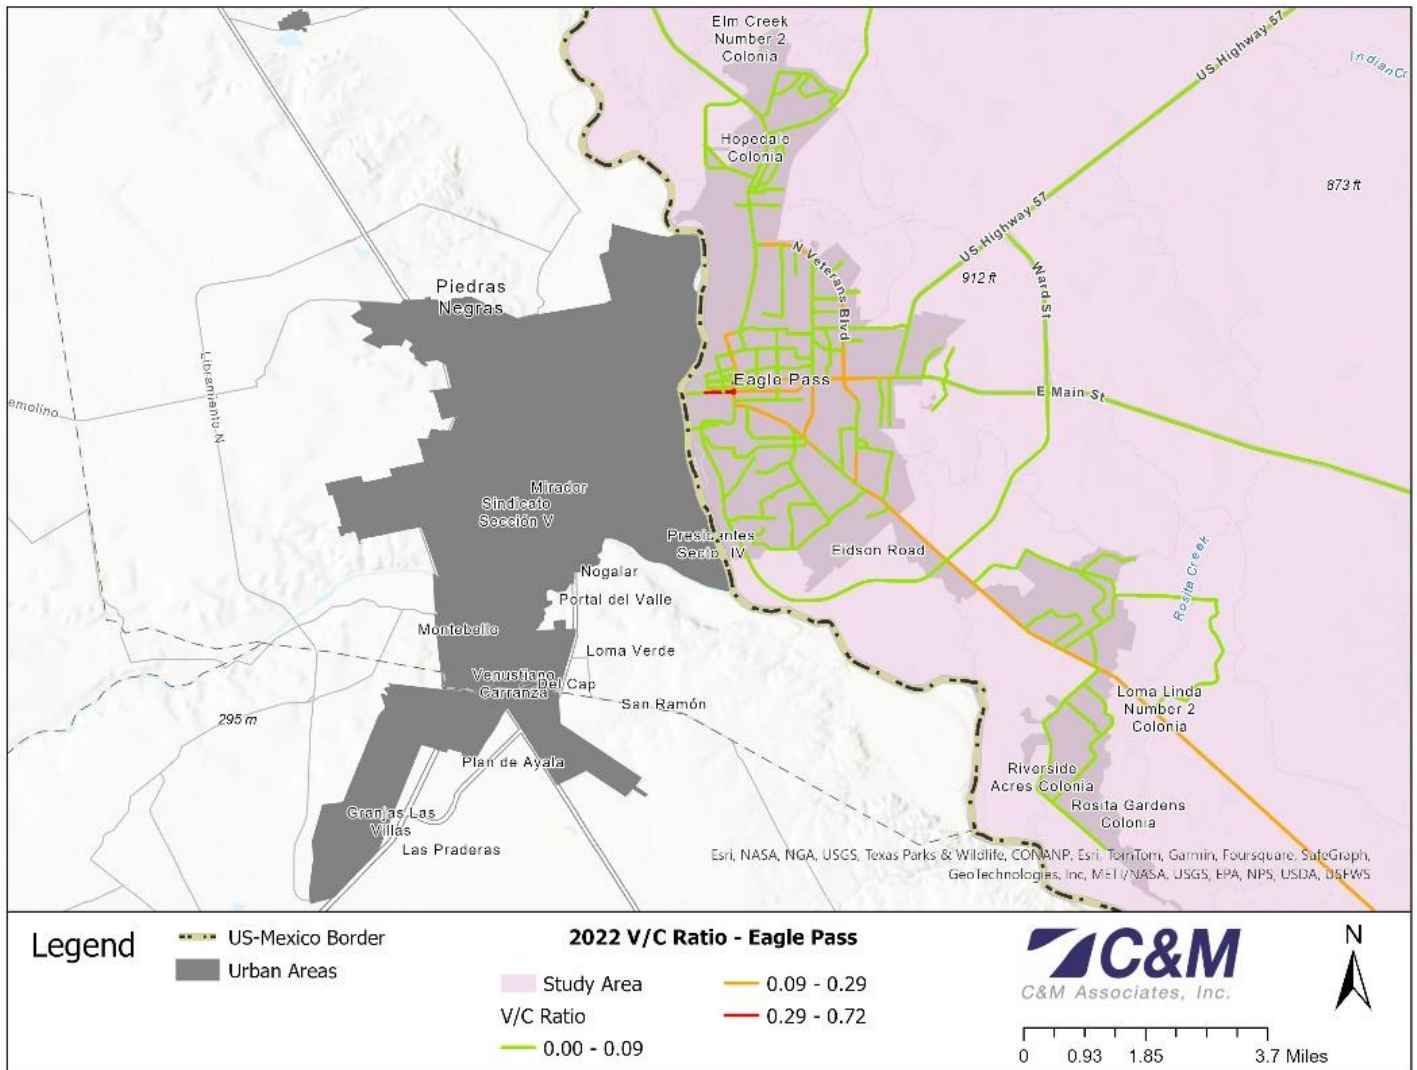 Elm Creek
Number 2
Colonia
US Highway 57
Hopedale
Colonia
873 ft
US Highway 57
N Veterans Blvd
912 ft
Ward St
Piedras
Negras
Libramiento N
Eagle Pass
E Main St
emolino
Mirador
Sindicato
Sección V
Presidentes
Sector IV
Eidson Road
Rosita Creek
Nogalar
Portal del Valle
Montebello
Loma Verde
Venustiano
Carranza
Del Cap
San Ramón
Loma Linda
Number 2
Colonia
295 m
Plan de Ayala
Riverside
Acres Colonia
Granjas Las
Villas
Rosita Gardens
Colonia
Las Praderas
Esri, NASA, NGA, USGS, Texas Parks & Wildlife, CONANP, Esri, TomTom, Garmin, Foursquare, SafeGraph,
GeoTechnologies, Inc, METI/NASA, USGS, EPA, NPS, USDA, USFWS
Legend
US-Mexico Border
Urban Areas
2022 V/C Ratio - Eagle Pass
Study Area
V/C Ratio
0.00 - 0.09
0.09 - 0.29
0.29 - 0.72
C&M
C&M Associates, Inc.
N
0 0.93 1.85 3.7 Miles